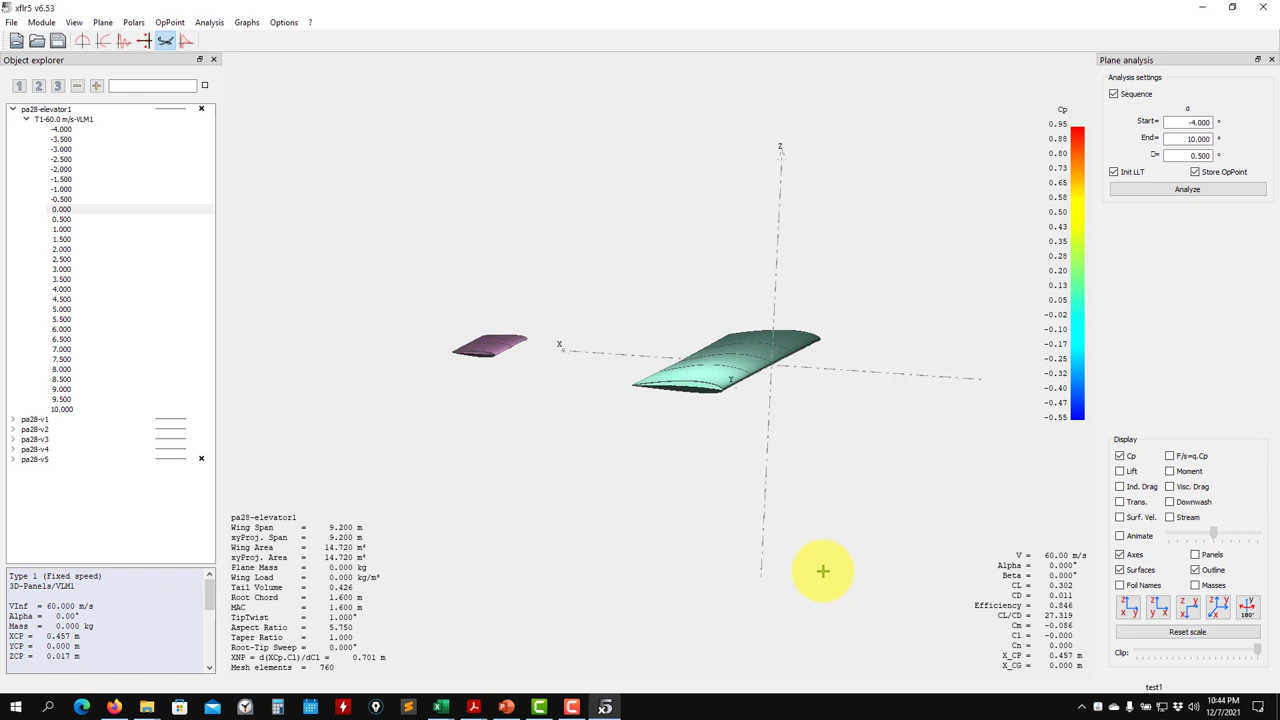 xflr5 v6.53
File Module View Plane Polars OpPoint Analysis Graphs Options ?
Object explorer
1 2 3
pa28-elevator1
T1-60.0 m/s-VLM1
-4.000
-3.500
-3.000
-2.500
-2.000
-1.500
-1.000
-0.500
0.000
0.500
1.000
1.500
2.000
2.500
3.000
3.500
4.000
4.500
5.000
5.500
6.000
6.500
7.000
7.500
8.000
8.500
9.000
9.500
10.000
pa28-v1
pa28-v2
pa28-v3
pa28-v4
pa28-v5
Type 1 (Fixed speed)
3D-Panels/VLM1
VInf = 60.000 m/s
Alpha = 0.00°
Mass = 0.000 kg
XCP = 0.457 m
YCP = 0.000 m
ZCP = 0.017 m
Z
X
Y
pa28-elevator1
Wing Span = 9.200 m
xyProj. Span = 9.200 m
Wing Area = 14.720 m²
xyProj. Area = 14.720 m²
Plane Mass = 0.000 kg
Wing Load = 0.000 kg/m²
Tail Volume = 0.426
Root Chord = 1.600 m
MAC = 1.600 m
TipTwist = 1.000°
Aspect Ratio = 5.750
Taper Ratio = 1.000
Root-Tip Sweep = 0.000°
XNP = d(XCp.Cl)/dCl = 0.701 m
Mesh elements = 760
Cp
0.95
0.88
0.80
0.73
0.65
0.58
0.50
0.43
0.35
0.28
0.20
0.13
0.05
-0.02
-0.10
-0.17
-0.25
-0.32
-0.40
-0.47
-0.55
V = 60.00 m/s
Alpha = 0.000°
Beta = 0.000°
CL = 0.302
CD = 0.011
Efficiency = 0.846
CL/CD = 27.319
Cm = -0.086
Cl = -0.000
Cn = 0.000
X_CP = 0.457 m
X_CG = 0.000 m
Plane analysis
Analysis settings
Sequence
α
Start= -4.000 °
End= 10.000 °
= 0.500 °
Init LLT Store OpPoint
Analyze
Display
Cp F/s=q.Cp
Lift Moment
Ind. Drag Visc. Drag
Trans. Downwash
Surf. Vel. Stream
Animate
Axes Panels
Surfaces Outline
Foil Names Masses
z x y z y x z y x z y x y 180°
Reset scale
Clip:
test1
10:44 PM
12/7/2021